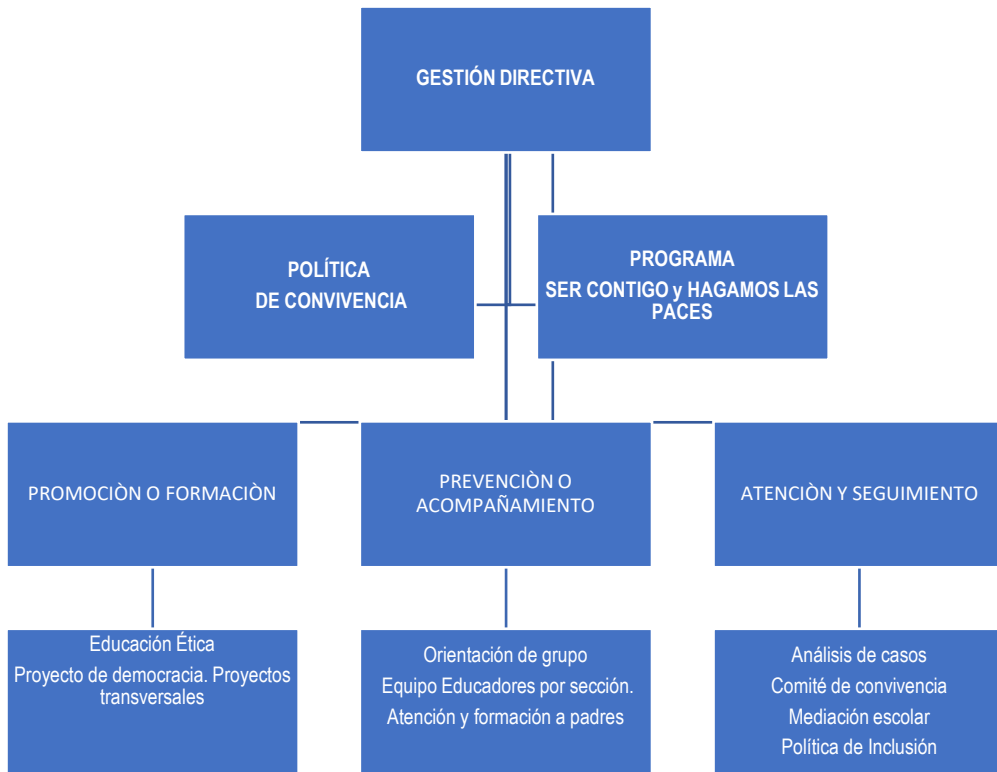 GESTIÓN DIRECTIVA
POLÍTICA
DE CONVIVENCIA
PROGRAMA
SER CONTIGO y HAGAMOS LAS
PACES
PROMOCIÒN O FORMACIÒN
PREVENCIÒN O
ACOMPAÑAMIENTO
ATENCIÒN Y SEGUIMIENTO
Educación Ética
Proyecto de democracia. Proyectos
transversales
Orientación de grupo
Equipo Educadores por sección.
Atención y formación a padres
Análisis de casos
Comité de convivencia
Mediación escolar
Política de Inclusión